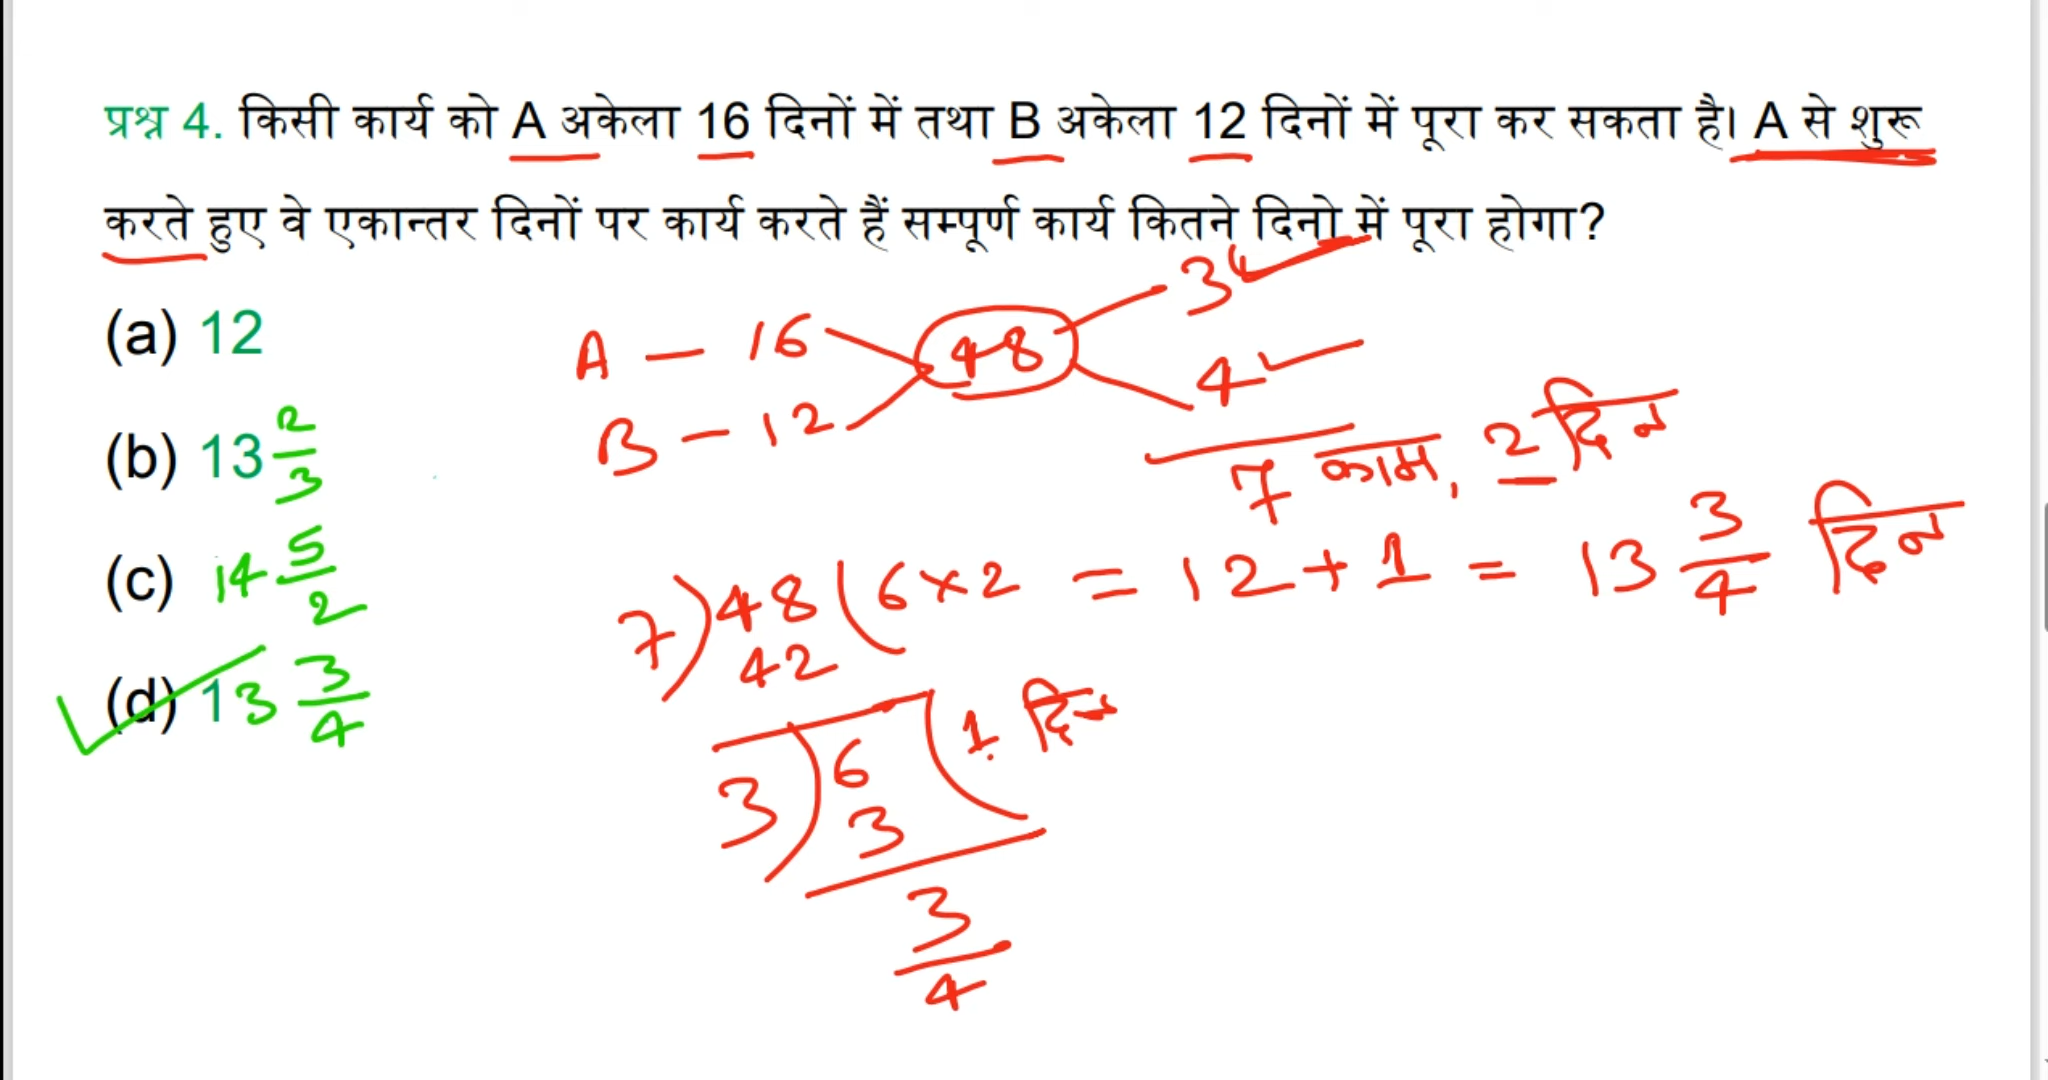 प्रश्न 4. किसी कार्य को A अकेला 16 दिनों में तथा B अकेला 12 दिनों में पूरा कर सकता है। A से शुरू
करते हुए वे एकान्तर दिनों पर कार्य करते हैं सम्पूर्ण कार्य कितने दिनो में पूरा होगा?
(a) 12
(b) 13 2/3
(c) 14 5/2
(d) 13 3/4
A — 16
B — 12
48
3
4
7 काम, 2 दिन
7) 48 (6 × 2 = 12 + 1 = 13 3/4 दिन
42
3) 6 (1 दिन
3
3/4